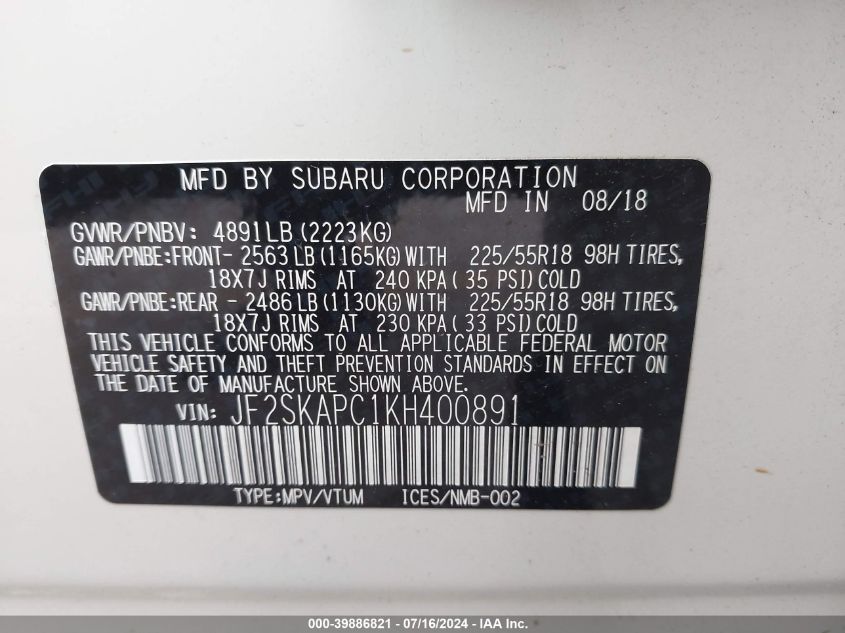 MFD BY SUBARU CORPORATION
MFD IN 08/18
GVWR/PNBV: 4891LB(2223KG)
GAWR/PNBE:FRONT- 2563LB(1165KG)WITH 225/55R18 98H TIRES,
18X7J RIMS AT 240 KPA(35 PSI)COLD
GAWR/PNBE:REAR - 2486LB(1130KG)WITH 225/55R18 98H TIRES,
18X7J RIMS AT 230 KPA(33 PSI)COLD
THIS VEHICLE CONFORMS TO ALL APPLICABLE FEDERAL MOTOR
VEHICLE SAFETY AND THEFT PREVENTION STANDARDS IN EFFECT ON
THE DATE OF MANUFACTURE SHOWN ABOVE.
VIN: JF2SKAPC1KH400891
TYPE:MPV/VTUM ICES/NMB-002
000-39886821 - 07/16/2024 - IAA Inc.